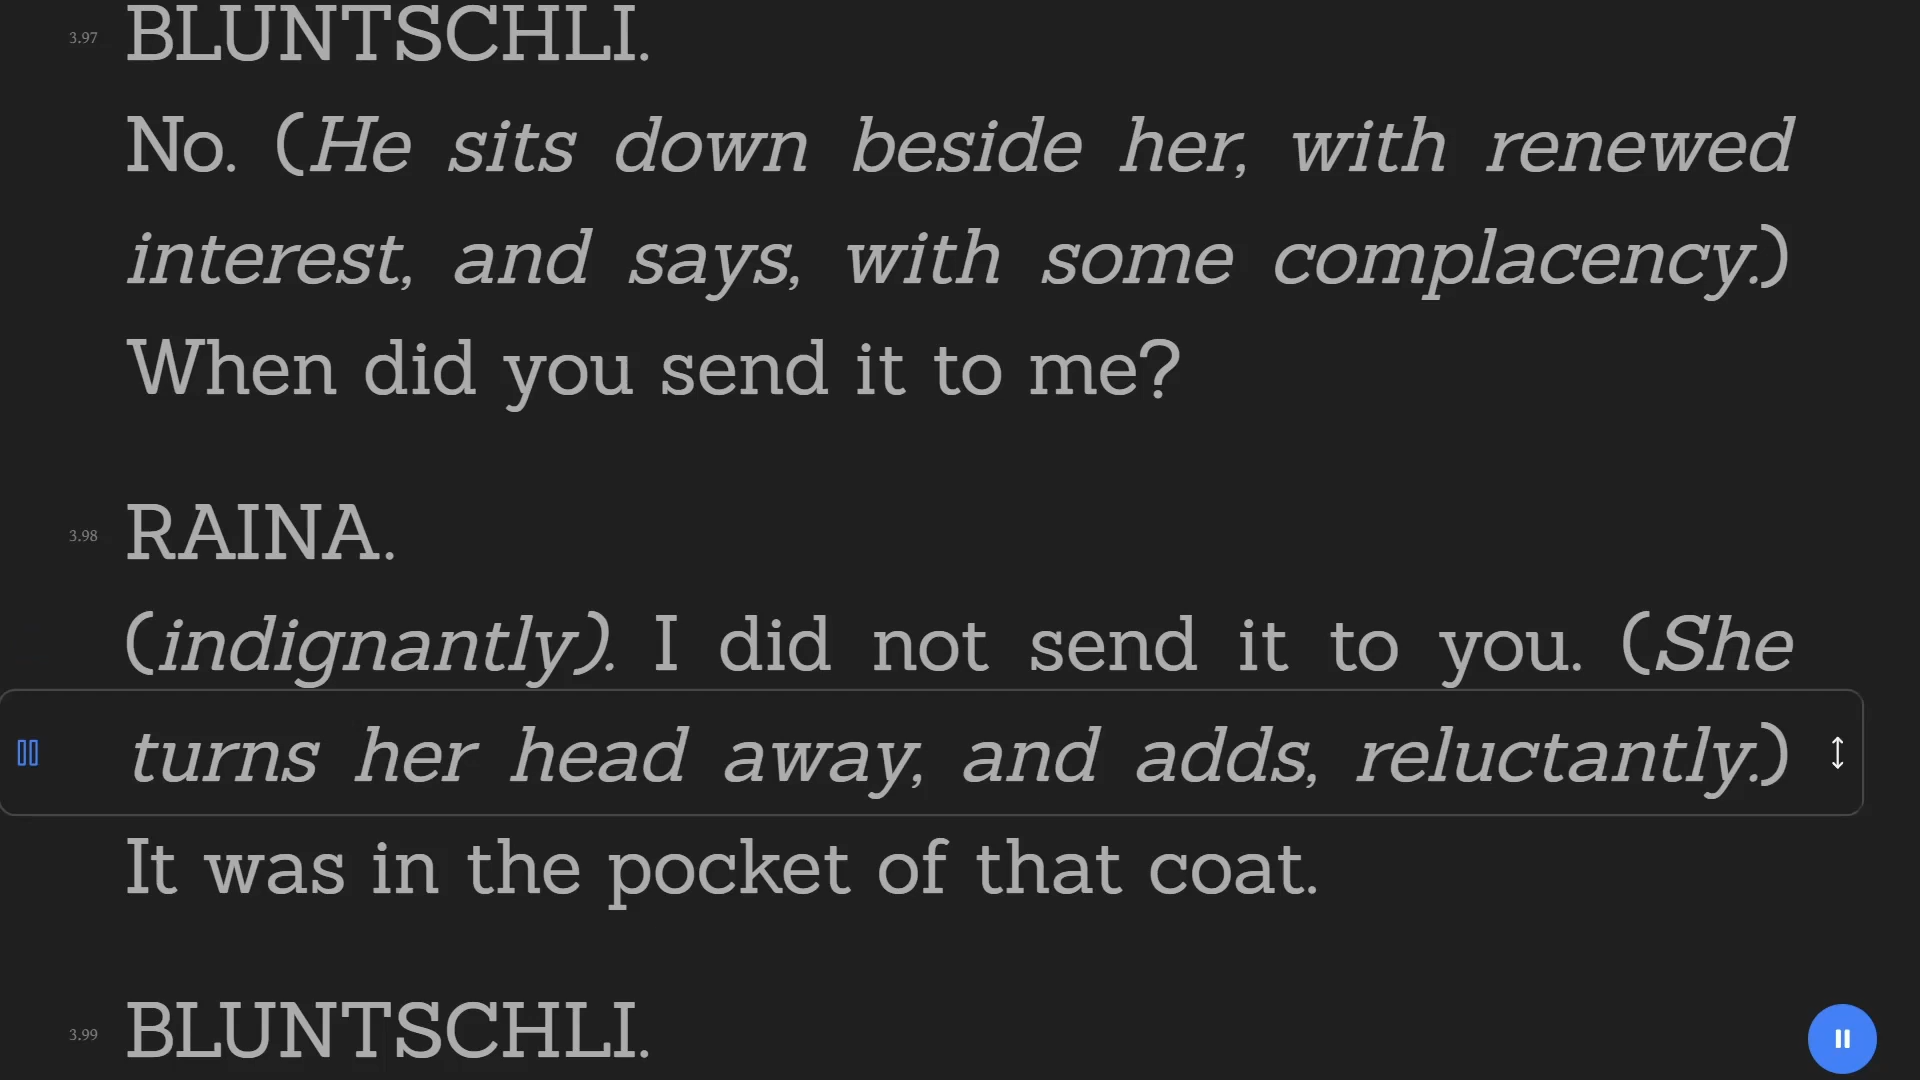 3.97 BLUNTSCHLI.
No. (He sits down beside her, with renewed
interest, and says, with some complacency.)
When did you send it to me?
3.98 RAINA.
(indignantly). I did not send it to you. (She
turns her head away, and adds, reluctantly.)
It was in the pocket of that coat.
3.99 BLUNTSCHLI.